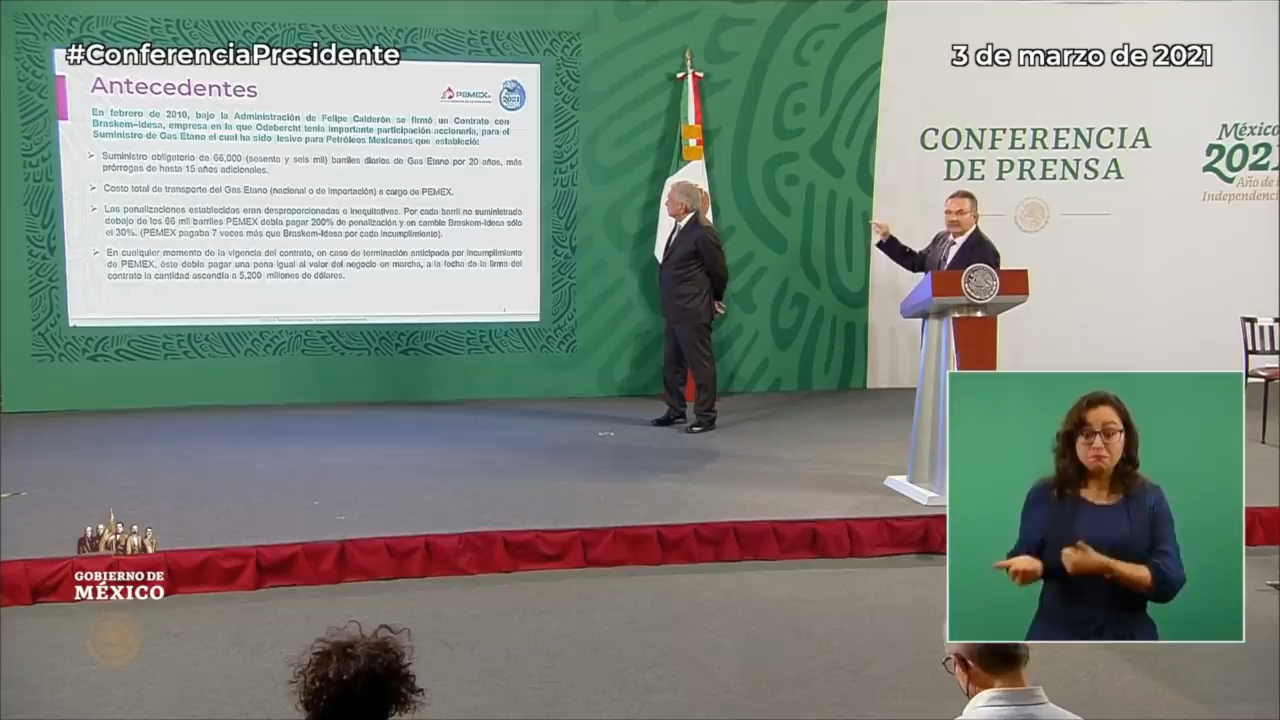 #ConferenciaPresidente
3 de marzo de 2021
Antecedentes
PEMEX
2021
En febrero de 2010, bajo la Administración de Felipe Calderón se firmó un Contrato con
Braskem-Idesa, empresa en la que Odebercht tenía importante participación accionaria, para el
Suministro de Gas Etano el cual ha sido lesivo para Petróleos Mexicanos que estableció:
Suministro obligatorio de 66,000 (sesenta y seis mil) barriles diarios de Gas Etano por 20 años, más
prórrogas de hasta 15 años adicionales.
Costo total de transporte del Gas Etano (nacional o de importación) a cargo de PEMEX.
Las penalizaciones establecidas eran desproporcionadas e inequitativas. Por cada barril no suministrado
debajo de los 66 mil barriles PEMEX debía pagar 200% de penalización y en cambio Braskem-Idesa sólo
el 30%. (PEMEX pagaba 7 veces más que Braskem-Idesa por cada incumplimiento).
En cualquier momento de la vigencia del contrato, en caso de terminación anticipada por incumplimiento
de PEMEX, éste debía pagar una pena igual al valor del negocio en marcha, a la fecha de la firma del
contrato la cantidad ascendía a 5,200 millones de dólares.
CONFERENCIA
DE PRENSA
México
2021
Año de la
Independencia
GOBIERNO DE
MÉXICO